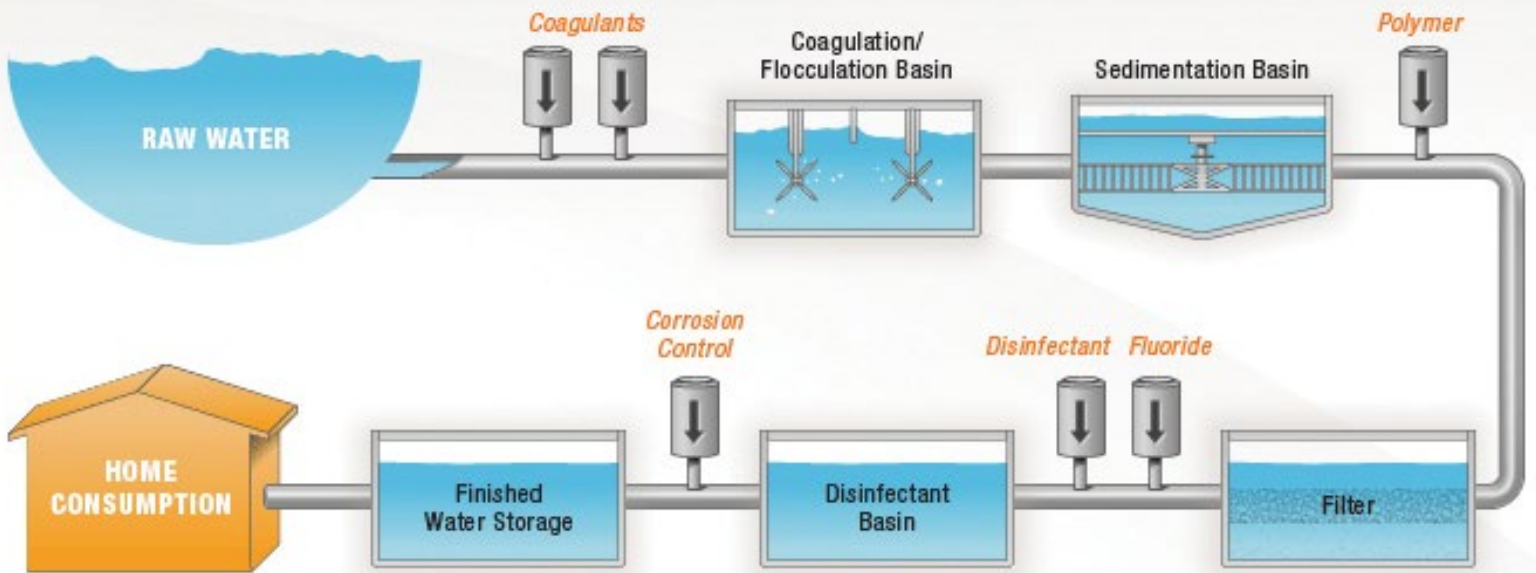 Coagulants
Coagulation/
Flocculation Basin
Sedimentation Basin
Polymer
RAW WATER
Corrosion
Control
Disinfectant
Fluoride
HOME
CONSUMPTION
Finished
Water Storage
Disinfectant
Basin
Filter